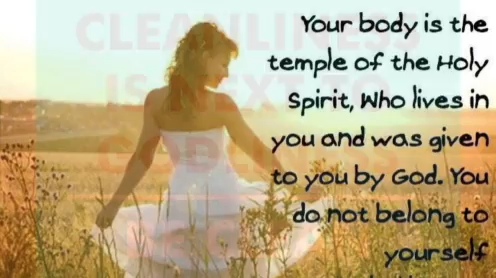 Your body is the
temple of the Holy
Spirit, Who lives in
you and was given
to you by God. You
do not belong to
yourself
CLEANLINESS
IS NEXT TO
GODLINESS